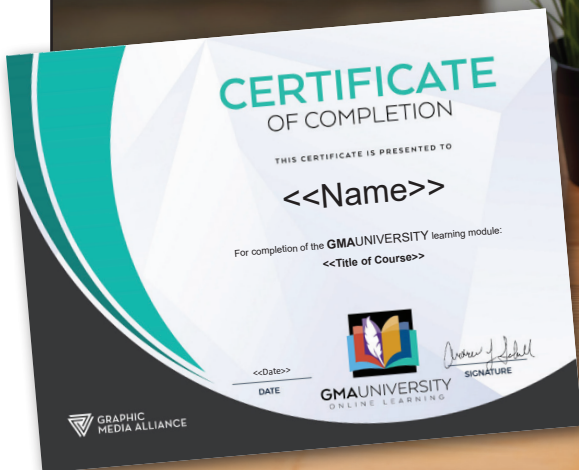 CERTIFICATE
OF COMPLETION
THIS CERTIFICATE IS PRESENTED TO
<<Name>>
For completion of the GMAUNIVERSITY learning module:
<<Title of Course>>
<<Date>>
DATE
GMAUNIVERSITY
ONLINE LEARNING
SIGNATURE
GRAPHIC
MEDIA ALLIANCE